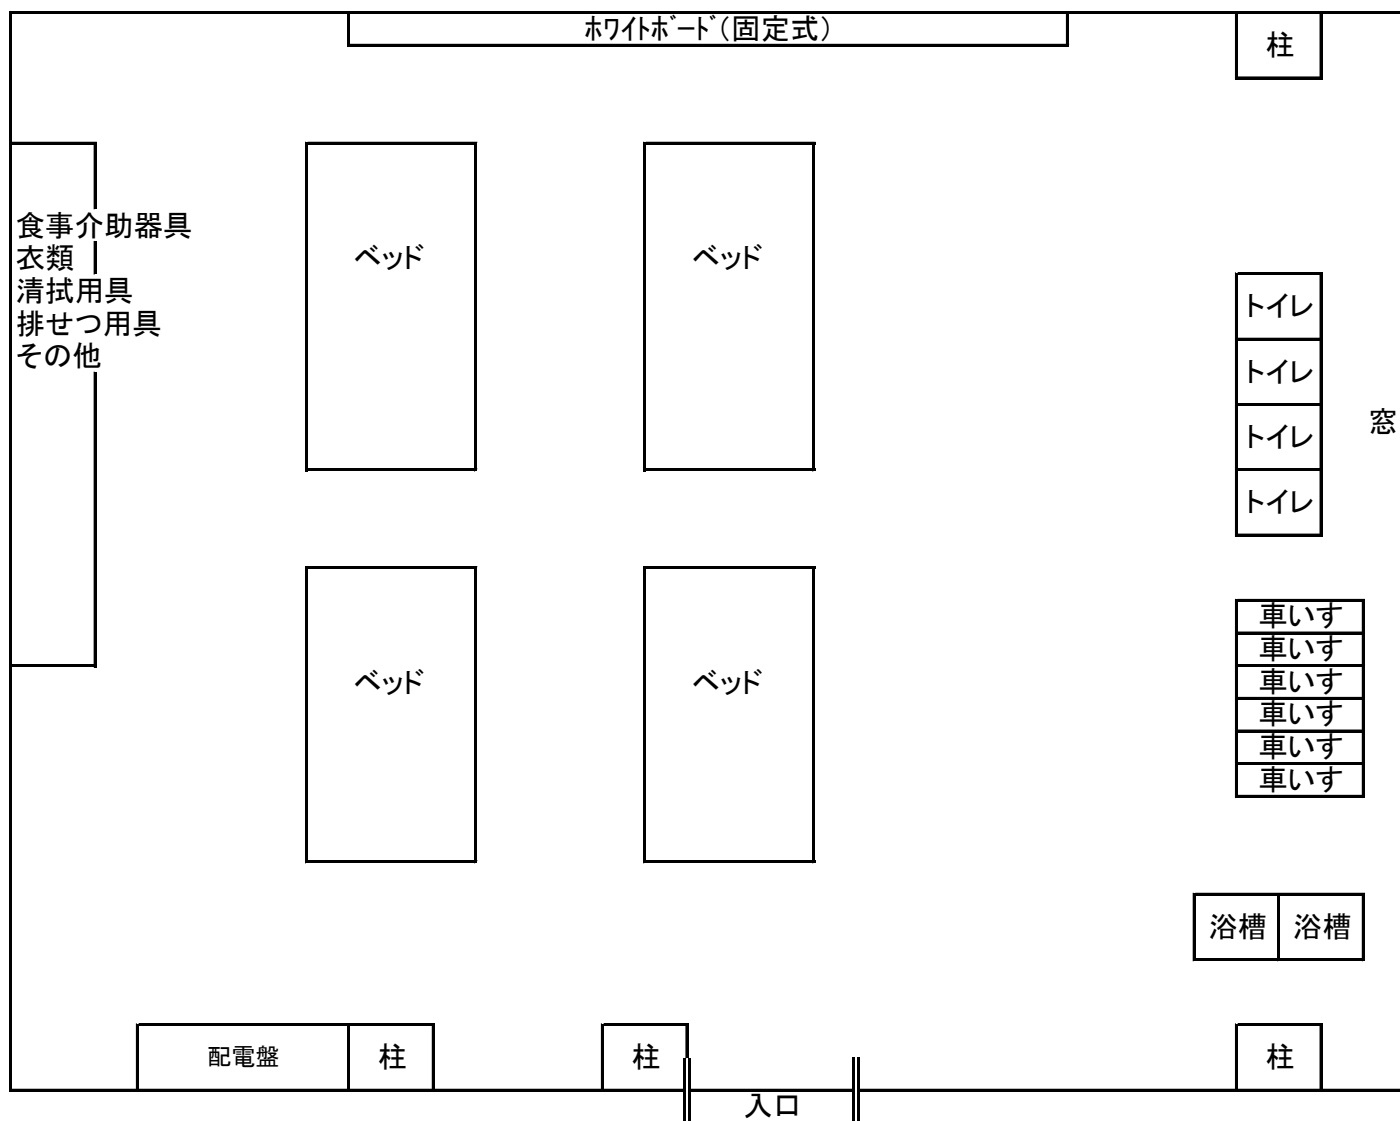 ホワイトボード（固定式）
柱
食事介助器具
衣類
清拭用具
排せつ用具
その他
ベッド
ベッド
トイレ
トイレ
トイレ
トイレ
窓
車いす
車いす
車いす
車いす
車いす
車いす
ベッド
ベッド
浴槽 浴槽
配電盤 柱 柱 柱
入口